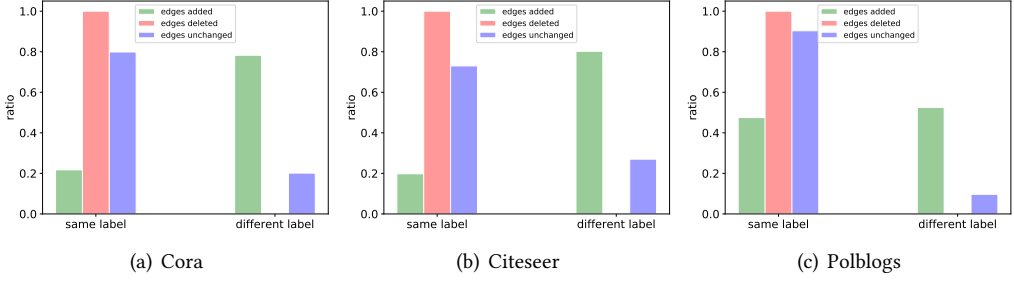 edges added
edges deleted
edges unchanged
ratio
1.0
0.8
0.6
0.4
0.2
0.0
same label
different label
(a) Cora
edges added
edges deleted
edges unchanged
ratio
1.0
0.8
0.6
0.4
0.2
0.0
same label
different label
(b) Citeseer
edges added
edges deleted
edges unchanged
ratio
1.0
0.8
0.6
0.4
0.2
0.0
same label
different label
(c) Polblogs